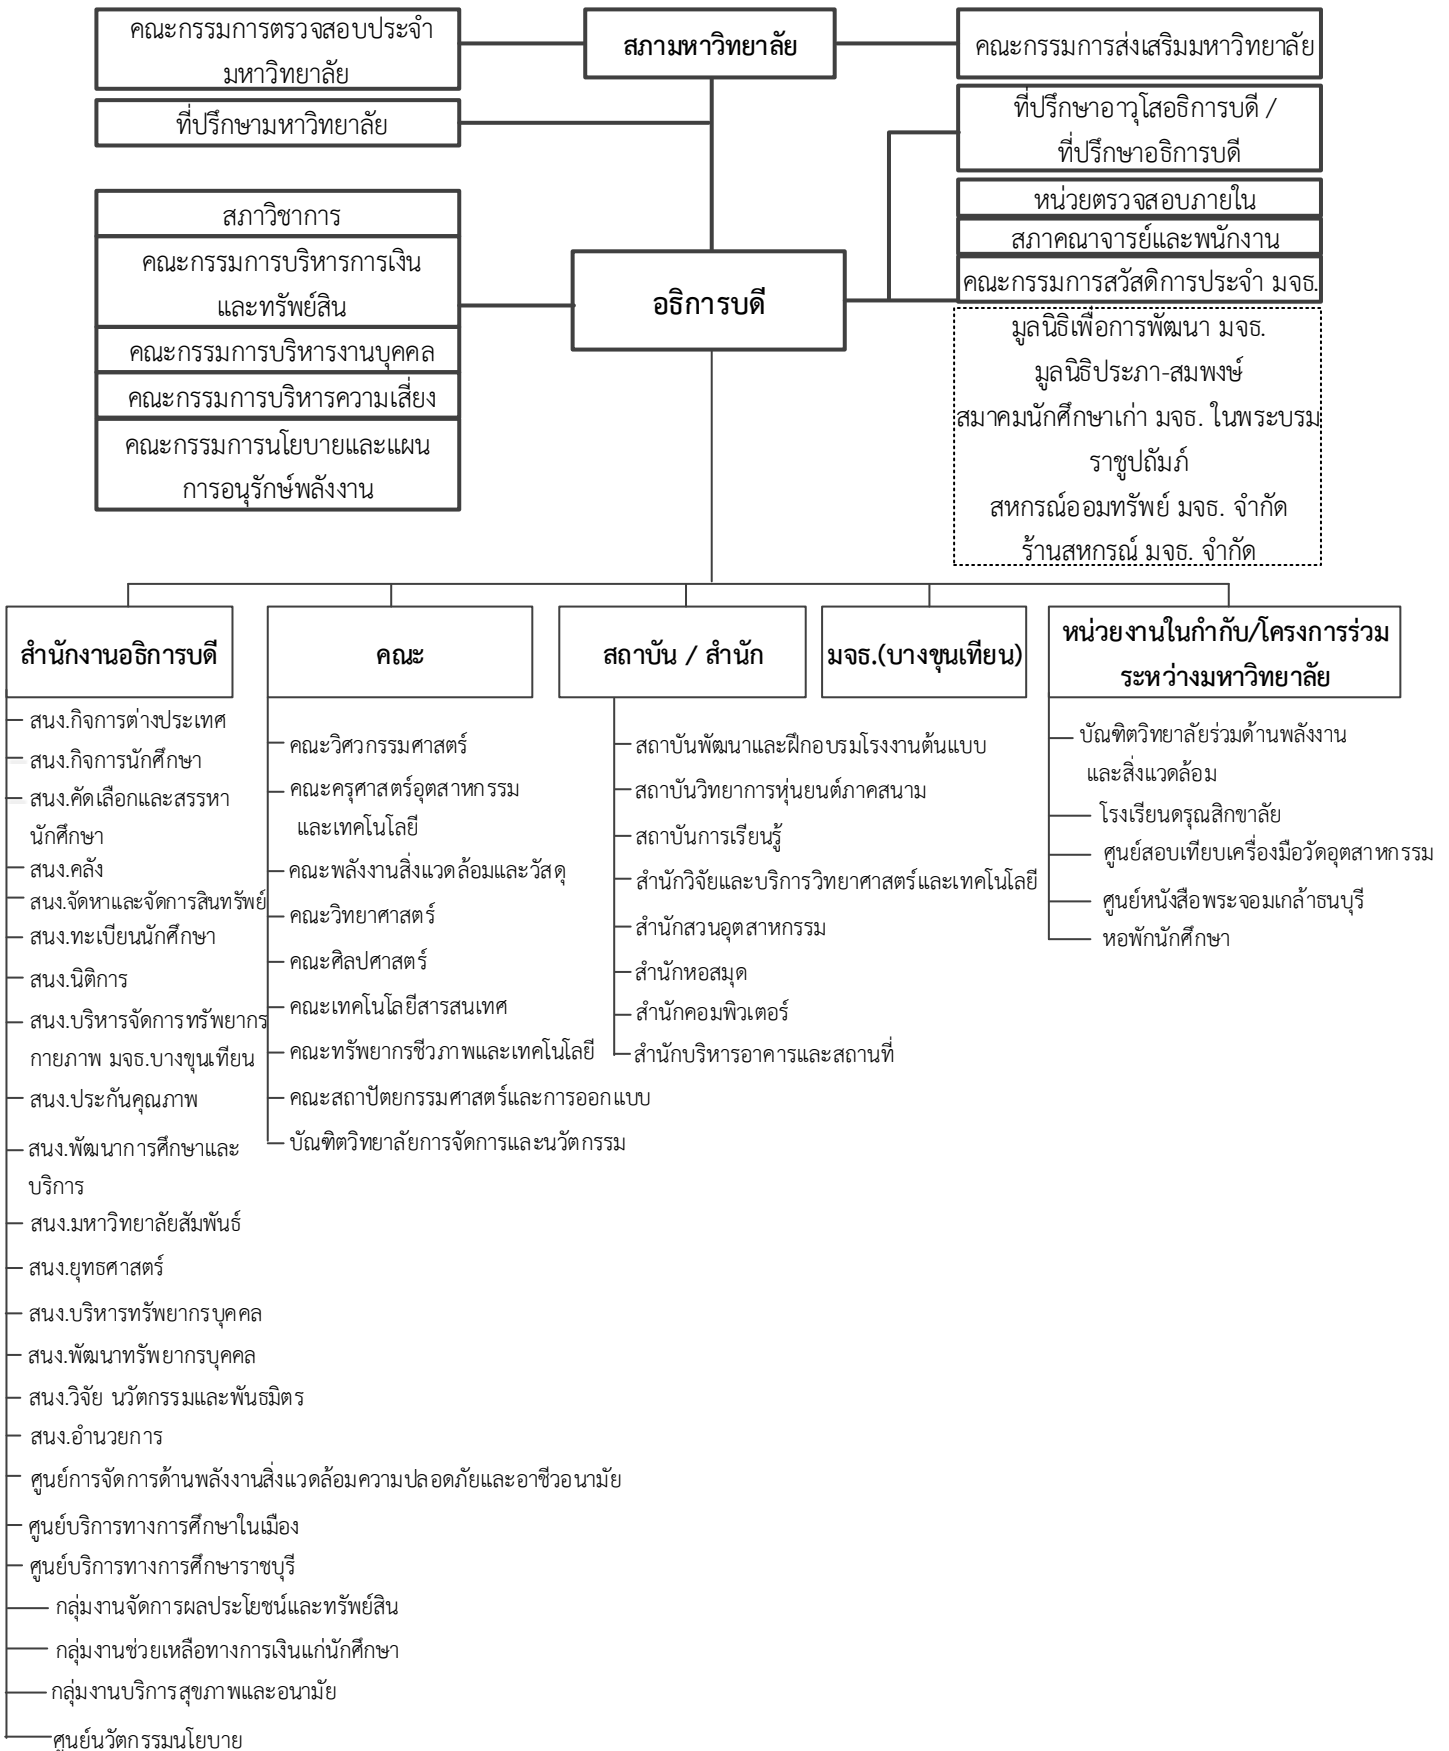 คณะกรรมการตรวจสอบประจำ
มหาวิทยาลัย
สภามหาวิทยาลัย
คณะกรรมการส่งเสริมมหาวิทยาลัย
ที่ปรึกษามหาวิทยาลัย
ที่ปรึกษาอาวุโสอธิการบดี /
ที่ปรึกษาอธิการบดี
หน่วยตรวจสอบภายใน
สภาคณาจารย์และพนักงาน
คณะกรรมการสวัสดิการประจำ มจธ.
สภาวิชาการ
คณะกรรมการบริหารการเงิน
และทรัพย์สิน
คณะกรรมการบริหารงานบุคคล
คณะกรรมการบริหารความเสี่ยง
คณะกรรมการนโยบายและแผน
การอนุรักษ์พลังงาน
อธิการบดี
มูลนิธิเพื่อการพัฒนา มจธ.
มูลนิธิประภา-สมพงษ์
สมาคมนักศึกษาเก่า มจธ. ในพระบรม
ราชูปถัมภ์
สหกรณ์ออมทรัพย์ มจธ. จำกัด
ร้านสหกรณ์ มจธ. จำกัด
สำนักงานอธิการบดี
สนง.กิจการต่างประเทศ
สนง.กิจการนักศึกษา
สนง.คัดเลือกและสรรหา
นักศึกษา
สนง.คลัง
สนง.จัดหาและจัดการสินทรัพย์
สนง.ทะเบียนนักศึกษา
สนง.นิติการ
สนง.บริหารจัดการทรัพยากร
กายภาพ มจธ.บางขุนเทียน
สนง.ประกันคุณภาพ
สนง.พัฒนาการศึกษาและ
บริการ
สนง.มหาวิทยาลัยสัมพันธ์
สนง.ยุทธศาสตร์
สนง.บริหารทรัพยากรบุคคล
สนง.พัฒนาทรัพยากรบุคคล
สนง.วิจัย นวัตกรรมและพันธมิตร
สนง.อำนวยการ
ศูนย์การจัดการด้านพลังงานสิ่งแวดล้อมความปลอดภัยและอาชีวอนามัย
ศูนย์บริการทางการศึกษาในเมือง
ศูนย์บริการทางการศึกษาราชบุรี
กลุ่มงานจัดการผลประโยชน์และทรัพย์สิน
กลุ่มงานช่วยเหลือทางการเงินแก่นักศึกษา
กลุ่มงานบริการสุขภาพและอนามัย
ศูนย์นวัตกรรมนโยบาย
คณะ
คณะวิศวกรรมศาสตร์
คณะครุศาสตร์อุตสาหกรรม
และเทคโนโลยี
คณะพลังงานสิ่งแวดล้อมและวัสดุ
คณะวิทยาศาสตร์
คณะศิลปศาสตร์
คณะเทคโนโลยีสารสนเทศ
คณะทรัพยากรชีวภาพและเทคโนโลยี
คณะสถาปัตยกรรมศาสตร์และการออกแบบ
บัณฑิตวิทยาลัยการจัดการและนวัตกรรม
สถาบัน / สำนัก
สถาบันพัฒนาและฝึกอบรมโรงงานต้นแบบ
สถาบันวิทยาการหุ่นยนต์ภาคสนาม
สถาบันการเรียนรู้
สำนักวิจัยและบริการวิทยาศาสตร์และเทคโนโลยี
สำนักสวนอุตสาหกรรม
สำนักหอสมุด
สำนักคอมพิวเตอร์
สำนักบริหารอาคารและสถานที่
มจธ.(บางขุนเทียน)
หน่วยงานในกำกับ/โครงการร่วม
ระหว่างมหาวิทยาลัย
บัณฑิตวิทยาลัยร่วมด้านพลังงาน
และสิ่งแวดล้อม
โรงเรียนดรุณสิกขาลัย
ศูนย์สอบเทียบเครื่องมือวัดอุตสาหกรรม
ศูนย์หนังสือพระจอมเกล้าธนบุรี
หอพักนักศึกษา